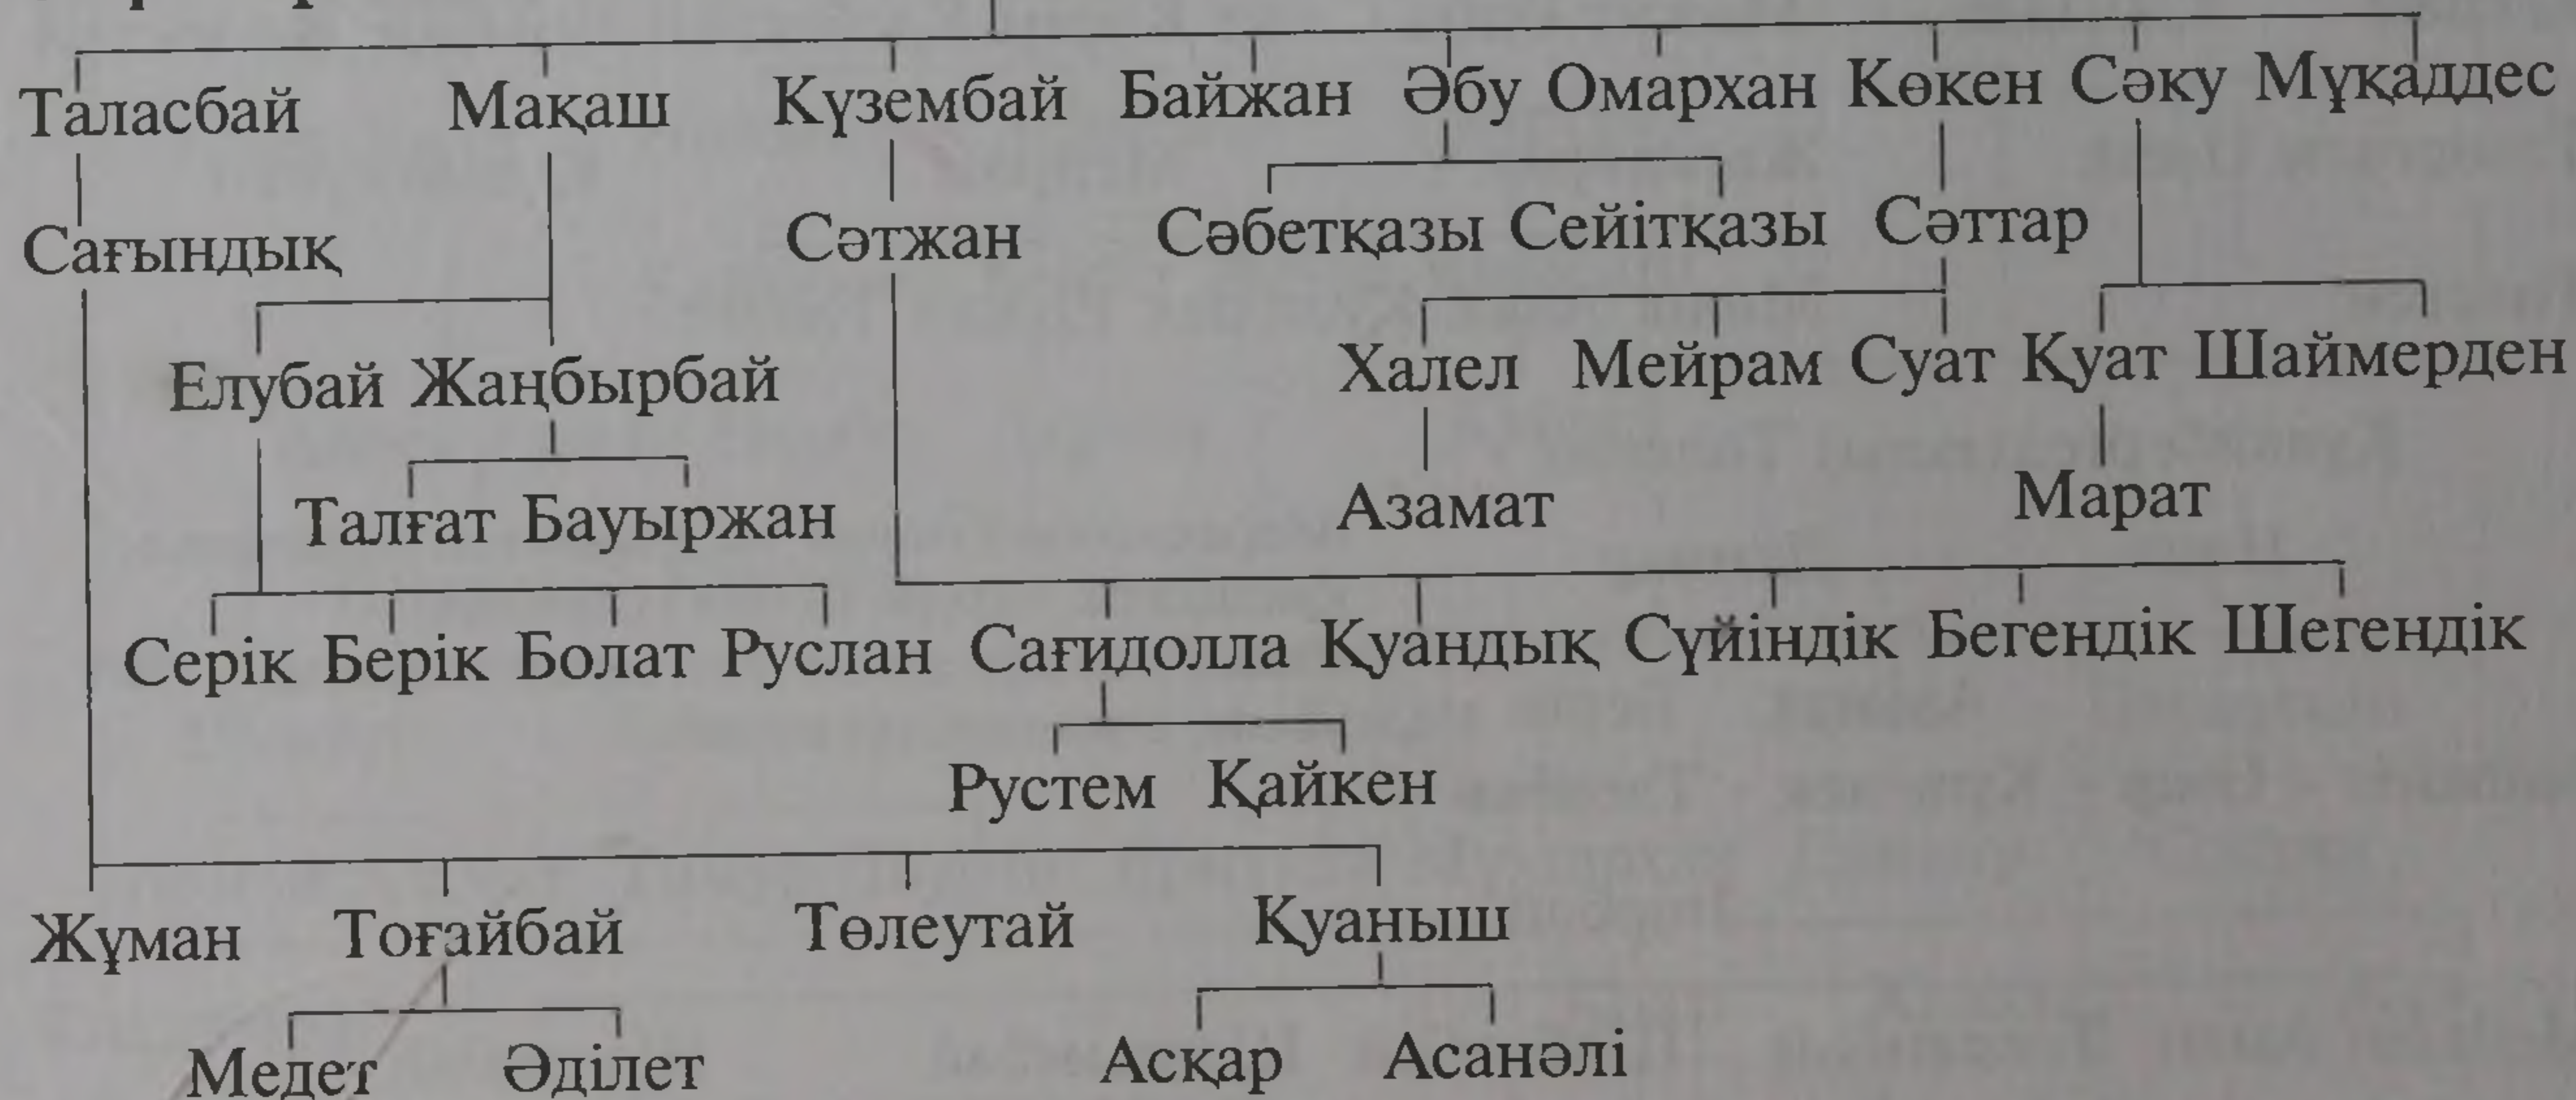 Таласбай Мақаш Күзембай Байжан Әбу Омархан Көкен Сәку Мұқаддес
Сағындық Сәтжан Сәбетқазы Сейітқазы Сәттар
Елубай Жаңбырбай Халел Мейрам Суат Қуат Шаймерден
Талғат Бауыржан Азамат Марат
Серік Берік Болат Руслан Сағидолла Қуандық Сүйіндік Бегендік Шегендік
Рустем Қайкен
Жұман Тоғайбай Төлеутай Қуаныш
Медет Әділет Асқар Асанәлі